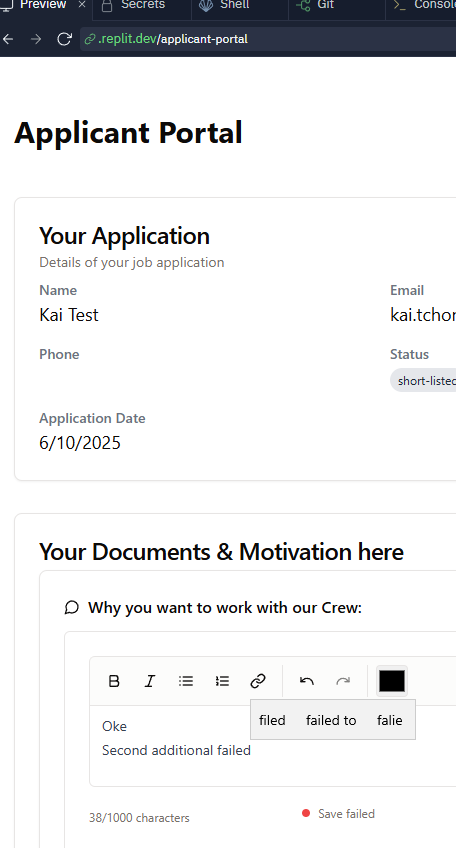 Preview × Secrets Shell Git Console
.replit.dev/applicant-portal
Applicant Portal
Your Application
Details of your job application
Name Email
Kai Test kai.tchor
Phone Status
short-listed
Application Date
6/10/2025
Your Documents & Motivation here
Why you want to work with our Crew:
B I
filed failed to falie
Oke
Second additional failed
38/1000 characters Save failed